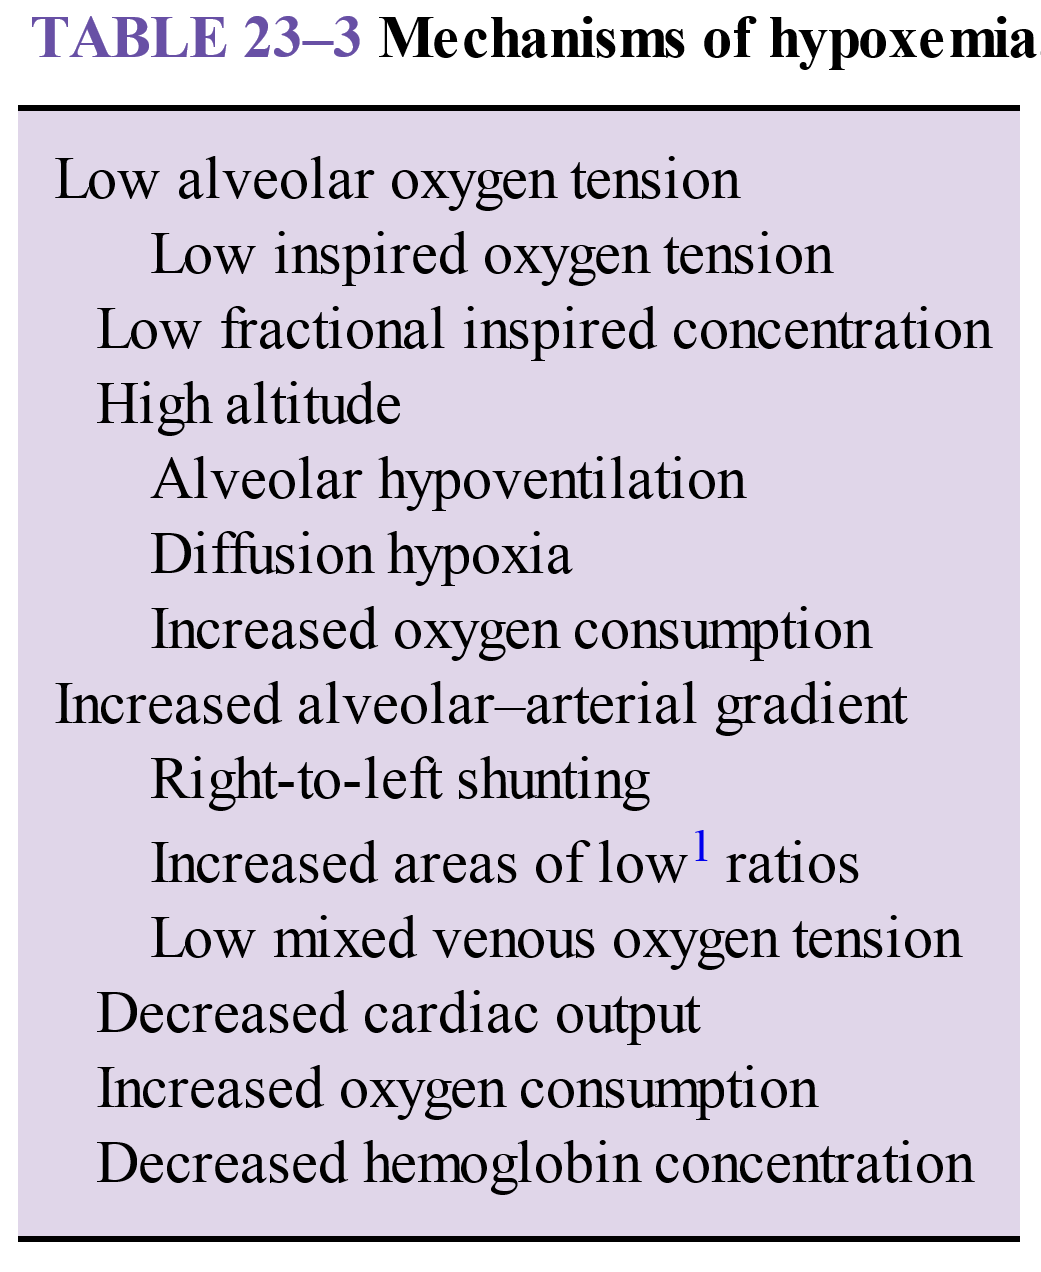 TABLE 23–3 Mechanisms of hypoxemia.
Low alveolar oxygen tension
Low inspired oxygen tension
Low fractional inspired concentration
High altitude
Alveolar hypoventilation
Diffusion hypoxia
Increased oxygen consumption
Increased alveolar–arterial gradient
Right-to-left shunting
Increased areas of low1 ratios
Low mixed venous oxygen tension
Decreased cardiac output
Increased oxygen consumption
Decreased hemoglobin concentration